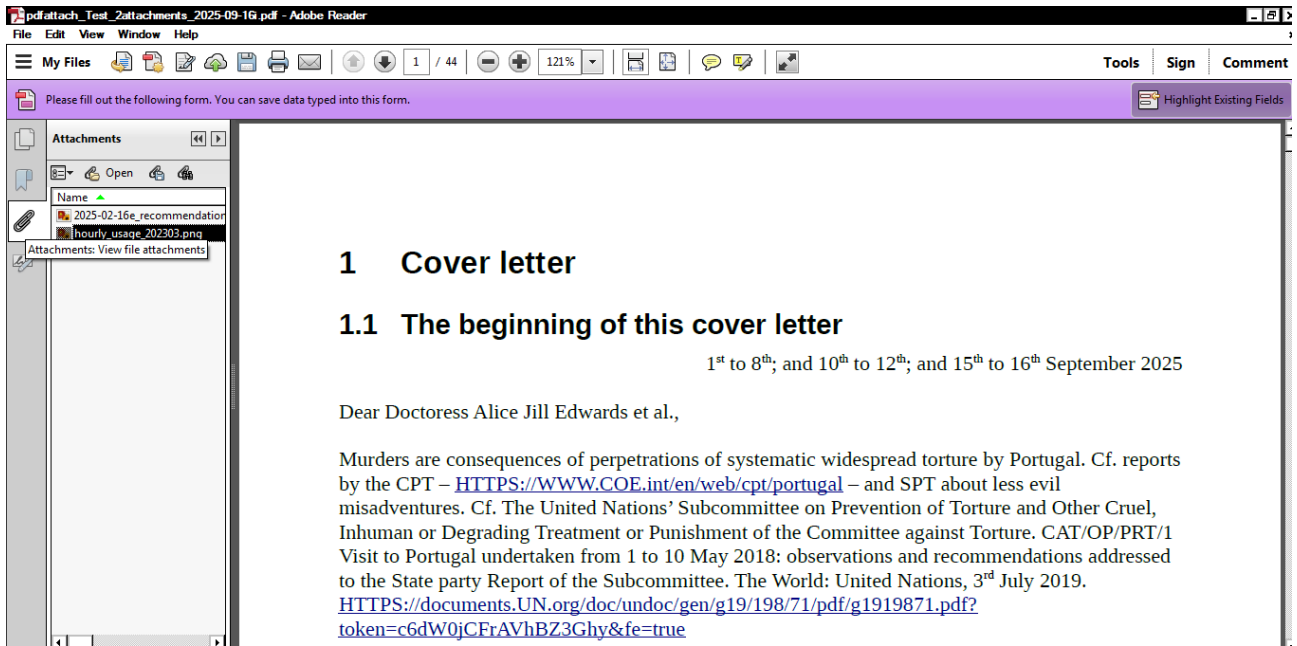 pdfattach_Test_2attachments_2025-09-16i.pdf - Adobe Reader
File Edit View Window Help
My Files 1 / 44 121% Tools Sign Comment
Please fill out the following form. You can save data typed into this form. Highlight Existing Fields
Attachments
Open
Name
2025-02-16e_recommendation
hourly_usage_202303.png
Attachments: View file attachments
1 Cover letter
1.1 The beginning of this cover letter
1st to 8th; and 10th to 12th; and 15th to 16th September 2025
Dear Doctoress Alice Jill Edwards et al.,
Murders are consequences of perpetrations of systematic widespread torture by Portugal. Cf. reports
by the CPT – HTTPS://WWW.COE.int/en/web/cpt/portugal – and SPT about less evil
misadventures. Cf. The United Nations’ Subcommittee on Prevention of Torture and Other Cruel,
Inhuman or Degrading Treatment or Punishment of the Committee against Torture. CAT/OP/PRT/1
Visit to Portugal undertaken from 1 to 10 May 2018: observations and recommendations addressed
to the State party Report of the Subcommittee. The World: United Nations, 3rd July 2019.
HTTPS://documents.UN.org/doc/undoc/gen/g19/198/71/pdf/g1919871.pdf?
token=c6dW0jCFrAVhBZ3Ghy&fe=true